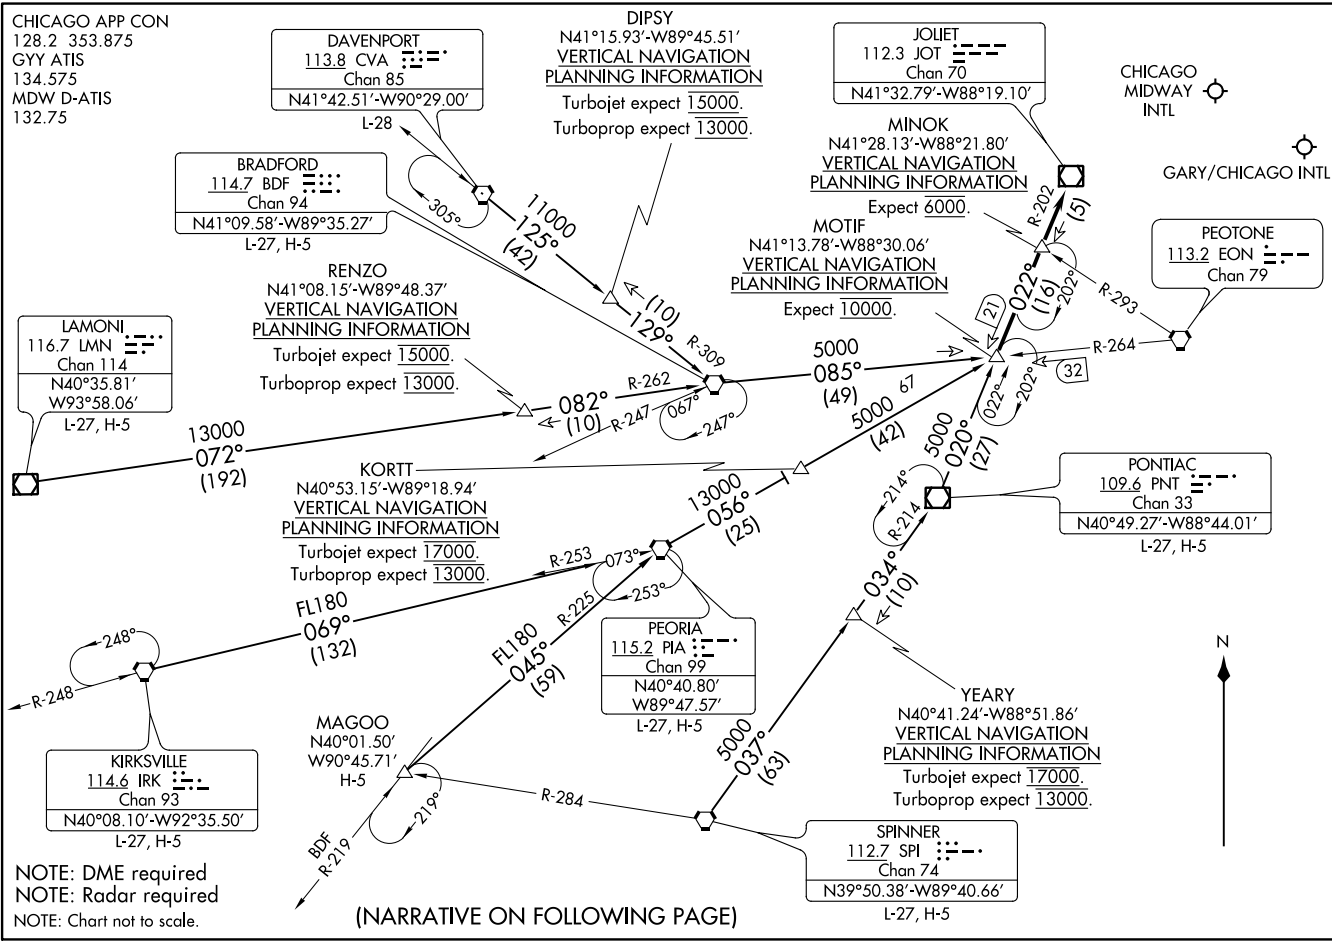 CHICAGO APP CON
128.2 353.875
GYY ATIS
134.575
MDW D-ATIS
132.75
DAVENPORT
113.8 CVA
Chan 85
N41°42.51'-W90°29.00'
L-28
DIPSY
N41°15.93'-W89°45.51'
VERTICAL NAVIGATION
PLANNING INFORMATION
Turbojet expect 15000.
Turboprop expect 13000.
JOLIET
112.3 JOT
Chan 70
N41°32.79'-W88°19.10'
CHICAGO
MIDWAY
INTL
GARY/CHICAGO INTL
BRADFORD
114.7 BDF
Chan 94
N41°09.58'-W89°35.27'
L-27, H-5
MINOK
N41°28.13'-W88°21.80'
VERTICAL NAVIGATION
PLANNING INFORMATION
Expect 6000.
MOTIF
N41°13.78'-W88°30.06'
VERTICAL NAVIGATION
PLANNING INFORMATION
Expect 10000.
PEOTONE
113.2 EON
Chan 79
RENZO
N41°08.15'-W89°48.37'
VERTICAL NAVIGATION
PLANNING INFORMATION
Turbojet expect 15000.
Turboprop expect 13000.
LAMONI
116.7 LMN
Chan 114
N40°35.81'
W93°58.06'
L-27, H-5
305°
11000
125°
(42)
(10)
129°
R-309
R-202
(5)
022°
(16)
202°
R-293
R-264
21
32
5000
085°
(49)
67
022°
202°
R-262
082°
(10)
R-247
067°
247°
13000
072°
(192)
5000
(42)
5000
020°
(27)
KORTT
N40°53.15'-W89°18.94'
VERTICAL NAVIGATION
PLANNING INFORMATION
Turbojet expect 17000.
Turboprop expect 13000.
13000
056°
(25)
214°
R-214
PONTIAC
109.6 PNT
Chan 33
N40°49.27'-W88°44.01'
L-27, H-5
R-253
073°
253°
R-225
FL180
069°
(132)
FL180
045°
(59)
034°
(10)
248°
R-248
PEORIA
115.2 PIA
Chan 99
N40°40.80'
W89°47.57'
L-27, H-5
YEARY
N40°41.24'-W88°51.86'
VERTICAL NAVIGATION
PLANNING INFORMATION
Turbojet expect 17000.
Turboprop expect 13000.
N
MAGOO
N40°01.50'
W90°45.71'
H-5
5000
037°
(63)
KIRKSVILLE
114.6 IRK
Chan 93
N40°08.10'-W92°35.50'
L-27, H-5
R-284
219°
BDF
R-219
SPINNER
112.7 SPI
Chan 74
N39°50.38'-W89°40.66'
L-27, H-5
NOTE: DME required
NOTE: Radar required
NOTE: Chart not to scale.
(NARRATIVE ON FOLLOWING PAGE)